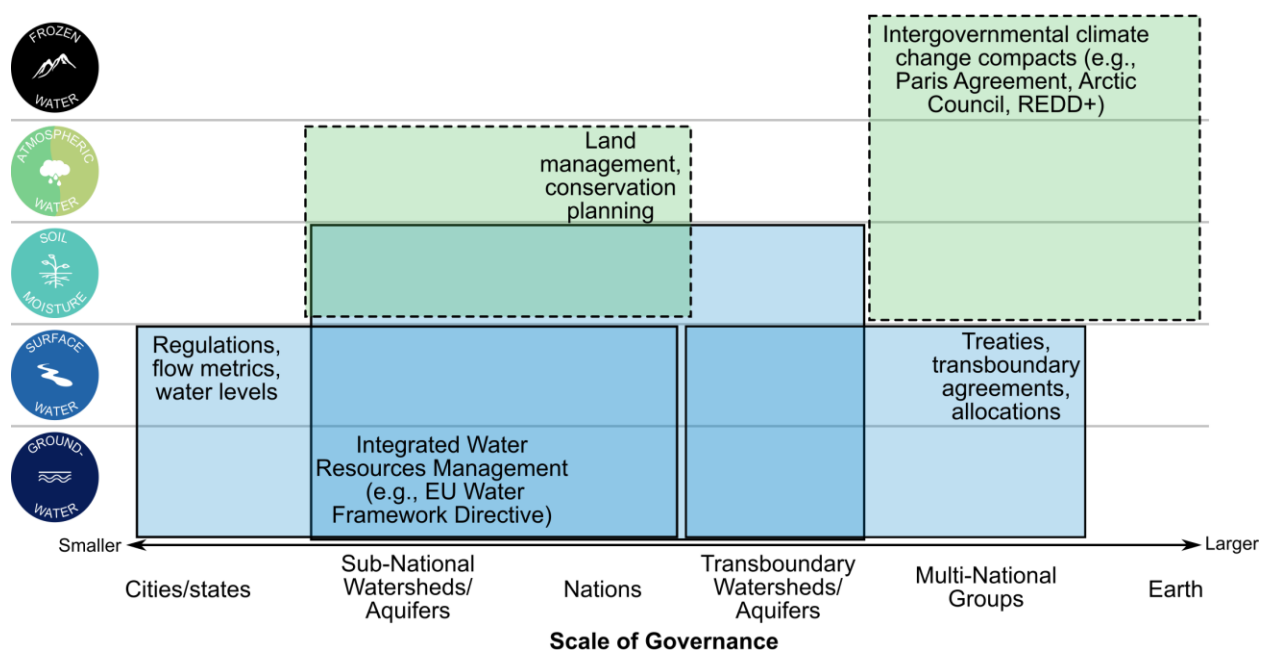 FROZEN
WATER
Intergovernmental climate
change compacts (e.g.,
Paris Agreement, Arctic
Council, REDD+)
ATMOSPHERIC
WATER
Land
management,
conservation
planning
SOIL
MOISTURE
SURFACE
WATER
Regulations,
flow metrics,
water levels
Treaties,
transboundary
agreements,
allocations
GROUND-
WATER
Integrated Water
Resources Management
(e.g., EU Water
Framework Directive)
Smaller
Larger
Cities/states
Sub-National
Watersheds/
Aquifers
Nations
Transboundary
Watersheds/
Aquifers
Multi-National
Groups
Earth
Scale of Governance